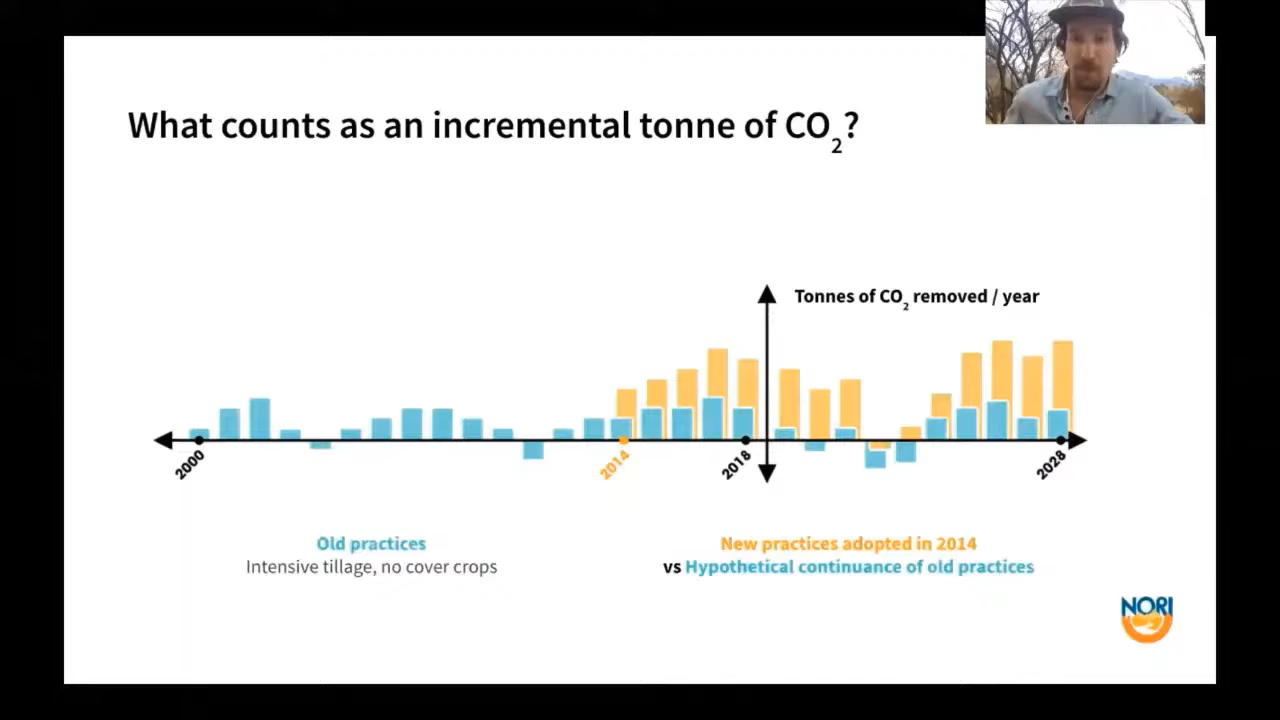 What counts as an incremental tonne of CO2?
Tonnes of CO2 removed / year
2000
2014
2018
2028
Old practices
Intensive tillage, no cover crops
New practices adopted in 2014
vs Hypothetical continuance of old practices
NORI